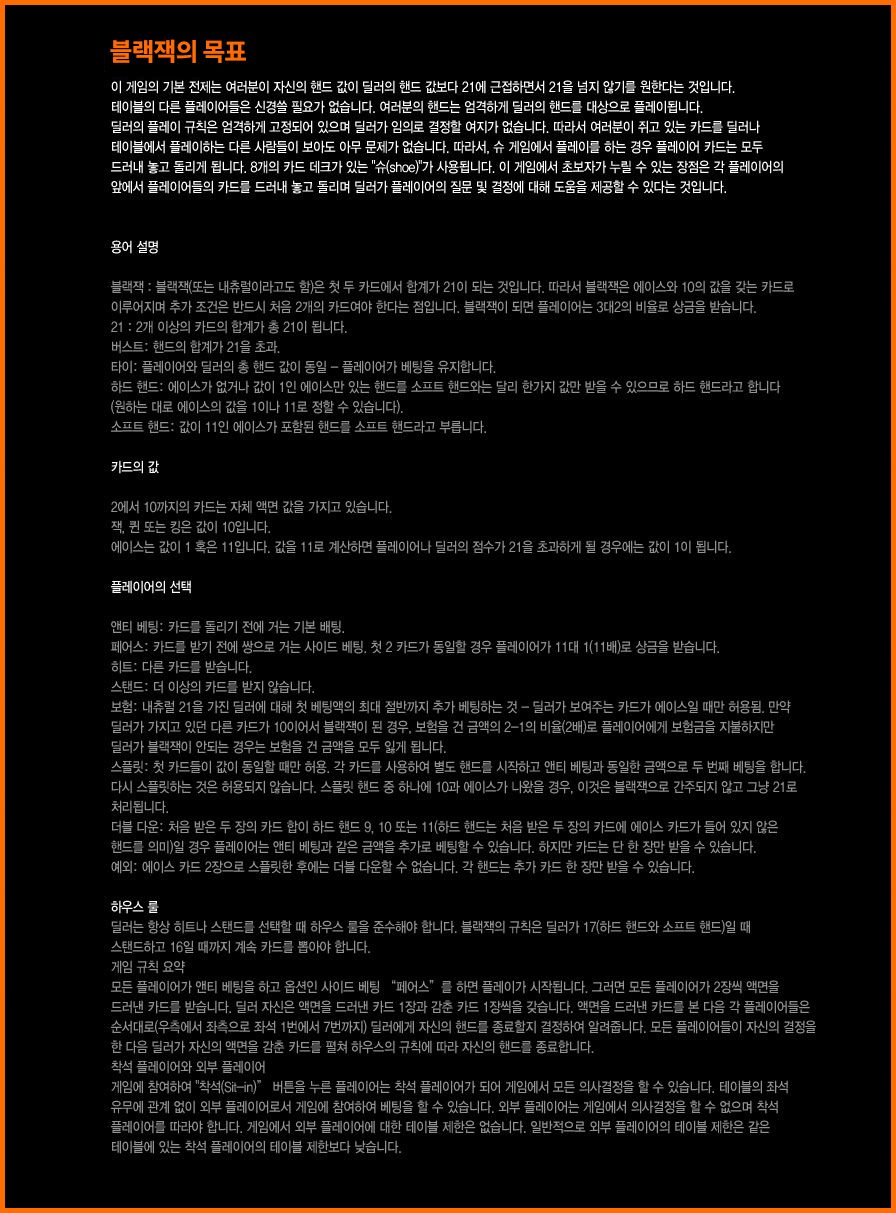 블랙잭의 목표
이 게임의 기본 전제는 여러분이 자신의 핸드 값이 딜러의 핸드 값보다 21에 근접하면서 21을 넘지 않기를 원한다는 것입니다.
테이블의 다른 플레이어들은 신경쓸 필요가 없습니다. 여러분의 핸드는 엄격하게 딜러의 핸드를 대상으로 플레이됩니다.
딜러의 플레이 규칙은 엄격하게 고정되어 있으며 딜러가 임의로 결정할 여지가 없습니다. 따라서 여러분이 쥐고 있는 카드를 딜러나
테이블에서 플레이하는 다른 사람들이 보아도 아무 문제가 없습니다. 따라서, 슈 게임에서 플레이를 하는 경우 플레이어 카드는 모두
드러내 놓고 돌리게 됩니다. 8개의 카드 데크가 있는 "슈(shoe)"가 사용됩니다. 이 게임에서 초보자가 누릴 수 있는 장점은 각 플레이어의
앞에서 플레이어들의 카드를 드러내 놓고 돌리며 딜러가 플레이어의 질문 및 결정에 대해 도움을 제공할 수 있다는 것입니다.
용어 설명
블랙잭 : 블랙잭(또는 내츄럴이라고도 함)은 첫 두 카드에서 합계가 21이 되는 것입니다. 따라서 블랙잭은 에이스와 10의 값을 갖는 카드로
이루어지며 추가 조건은 반드시 처음 2개의 카드여야 한다는 점입니다. 블랙잭이 되면 플레이어는 3대2의 비율로 상금을 받습니다.
21 : 2개 이상의 카드의 합계가 총 21이 됩니다.
버스트: 핸드의 합계가 21을 초과.
타이: 플레이어와 딜러의 총 핸드 값이 동일 – 플레이어가 베팅을 유지합니다.
하드 핸드: 에이스가 없거나 값이 1인 에이스만 있는 핸드를 소프트 핸드와는 달리 한가지 값만 받을 수 있으므로 하드 핸드라고 합니다
(원하는 대로 에이스의 값을 1이나 11로 정할 수 있습니다).
소프트 핸드: 값이 11인 에이스가 포함된 핸드를 소프트 핸드라고 부릅니다.
카드의 값
2에서 10까지의 카드는 자체 액면 값을 가지고 있습니다.
잭, 퀸 또는 킹은 값이 10입니다.
에이스는 값이 1 혹은 11입니다. 값을 11로 계산하면 플레이어나 딜러의 점수가 21을 초과하게 될 경우에는 값이 1이 됩니다.
플레이어의 선택
앤티 베팅: 카드를 돌리기 전에 거는 기본 배팅.
페어스: 카드를 받기 전에 쌍으로 거는 사이드 베팅. 첫 2 카드가 동일할 경우 플레이어가 11대 1(11배)로 상금을 받습니다.
히트: 다른 카드를 받습니다.
스탠드: 더 이상의 카드를 받지 않습니다.
보험: 내츄럴 21을 가진 딜러에 대해 첫 베팅액의 최대 절반까지 추가 베팅하는 것 – 딜러가 보여주는 카드가 에이스일 때만 허용됨. 만약
딜러가 가지고 있던 다른 카드가 10이어서 블랙잭이 된 경우, 보험을 건 금액의 2–1의 비율(2배)로 플레이어에게 보험금을 지불하지만
딜러가 블랙잭이 안되는 경우는 보험을 건 금액을 모두 잃게 됩니다.
스플릿: 첫 카드들이 값이 동일할 때만 허용. 각 카드를 사용하여 별도 핸드를 시작하고 앤티 베팅과 동일한 금액으로 두 번째 베팅을 합니다.
다시 스플릿하는 것은 허용되지 않습니다. 스플릿 핸드 중 하나에 10과 에이스가 나왔을 경우, 이것은 블랙잭으로 간주되지 않고 그냥 21로
처리됩니다.
더블 다운: 처음 받은 두 장의 카드 합이 하드 핸드 9, 10 또는 11(하드 핸드는 처음 받은 두 장의 카드에 에이스 카드가 들어 있지 않은
핸드를 의미)일 경우 플레이어는 앤티 베팅과 같은 금액을 추가로 베팅할 수 있습니다. 하지만 카드는 단 한 장만 받을 수 있습니다.
예외: 에이스 카드 2장으로 스플릿한 후에는 더블 다운할 수 없습니다. 각 핸드는 추가 카드 한 장만 받을 수 있습니다.
하우스 룰
딜러는 항상 히트나 스탠드를 선택할 때 하우스 룰을 준수해야 합니다. 블랙잭의 규칙은 딜러가 17(하드 핸드와 소프트 핸드)일 때
스탠드하고 16일 때까지 계속 카드를 뽑아야 합니다.
게임 규칙 요약
모든 플레이어가 앤티 베팅을 하고 옵션인 사이드 베팅 “페어스” 를 하면 플레이가 시작됩니다. 그러면 모든 플레이어가 2장씩 액면을
드러낸 카드를 받습니다. 딜러 자신은 액면을 드러낸 카드 1장과 감춘 카드 1장씩을 갖습니다. 액면을 드러낸 카드를 본 다음 각 플레이어들은
순서대로(우측에서 좌측으로 좌석 1번에서 7번까지) 딜러에게 자신의 핸드를 종료할지 결정하여 알려줍니다. 모든 플레이어들이 자신의 결정을
한 다음 딜러가 자신의 액면을 감춘 카드를 펼쳐 하우스의 규칙에 따라 자신의 핸드를 종료합니다.
착석 플레이어와 외부 플레이어
게임에 참여하여 "착석(Sit–in)” 버튼을 누른 플레이어는 착석 플레이어가 되어 게임에서 모든 의사결정을 할 수 있습니다. 테이블의 좌석
유무에 관계 없이 외부 플레이어로서 게임에 참여하여 베팅을 할 수 있습니다. 외부 플레이어는 게임에서 의사결정을 할 수 없으며 착석
플레이어를 따라야 합니다. 게임에서 외부 플레이어에 대한 테이블 제한은 없습니다. 일반적으로 외부 플레이어의 테이블 제한은 같은
테이블에 있는 착석 플레이어의 테이블 제한보다 낮습니다.